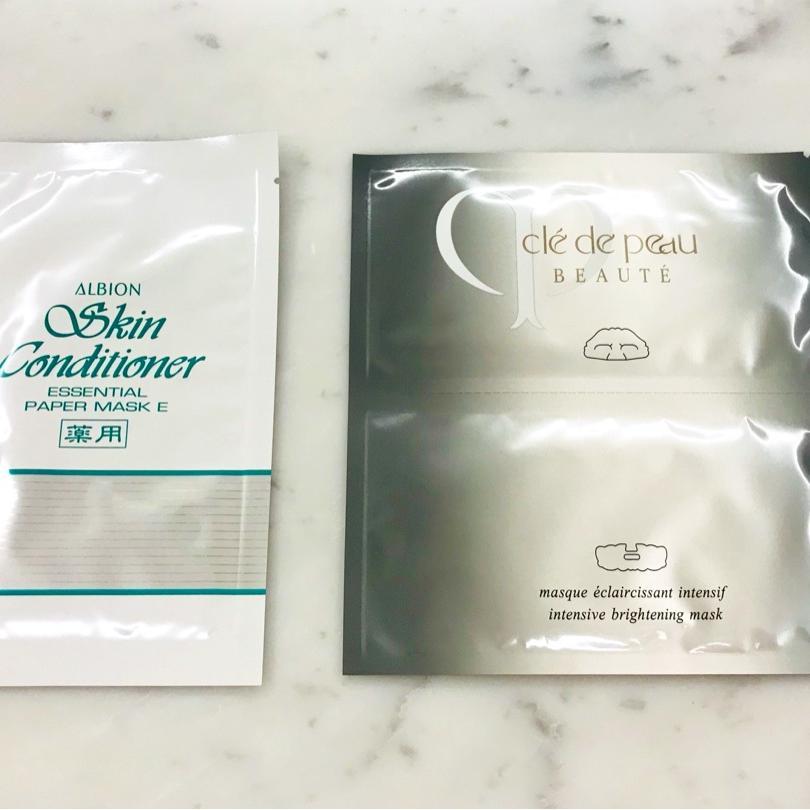 ALBION
Skin
Conditioner
ESSENTIAL
PAPER MASK E
薬用
clé de peau
BEAUTÉ
masque éclaircissant intensif
intensive brightening mask